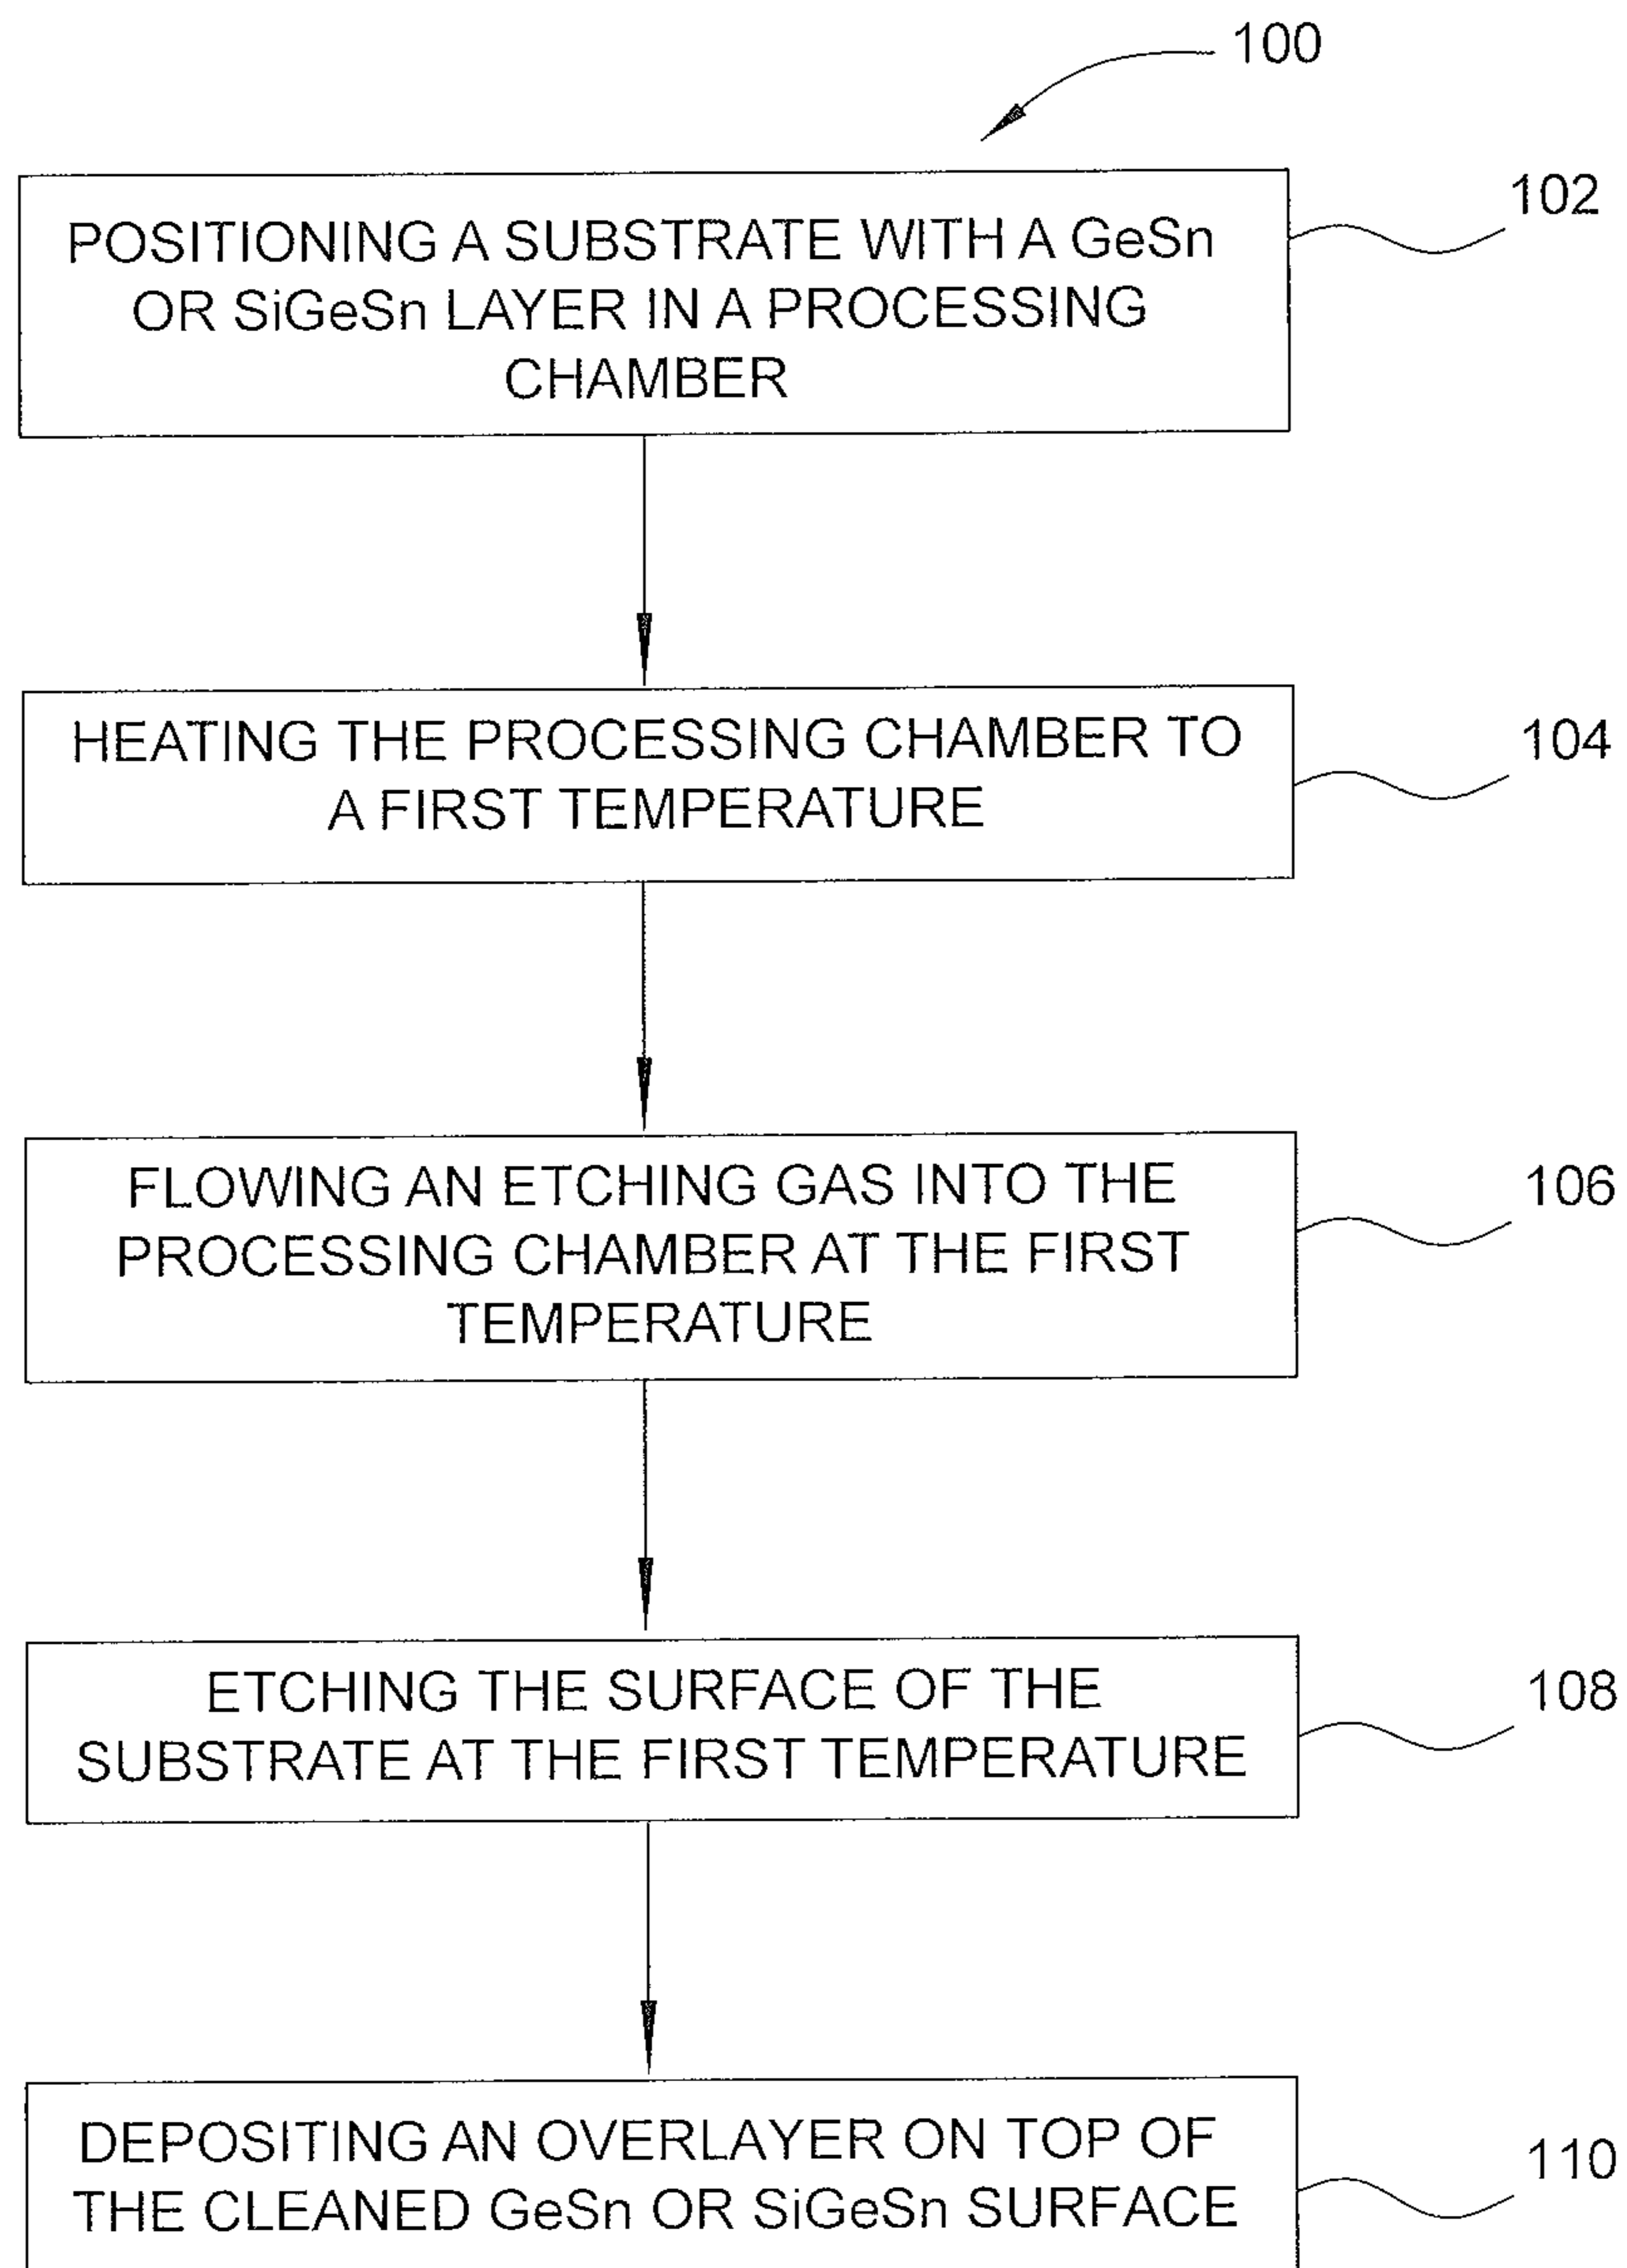 100
POSITIONING A SUBSTRATE WITH A GeSn
OR SiGeSn LAYER IN A PROCESSING
CHAMBER
102
HEATING THE PROCESSING CHAMBER TO
A FIRST TEMPERATURE
104
FLOWING AN ETCHING GAS INTO THE
PROCESSING CHAMBER AT THE FIRST
TEMPERATURE
106
ETCHING THE SURFACE OF THE
SUBSTRATE AT THE FIRST TEMPERATURE
108
DEPOSITING AN OVERLAYER ON TOP OF
THE CLEANED GeSn OR SiGeSn SURFACE
110